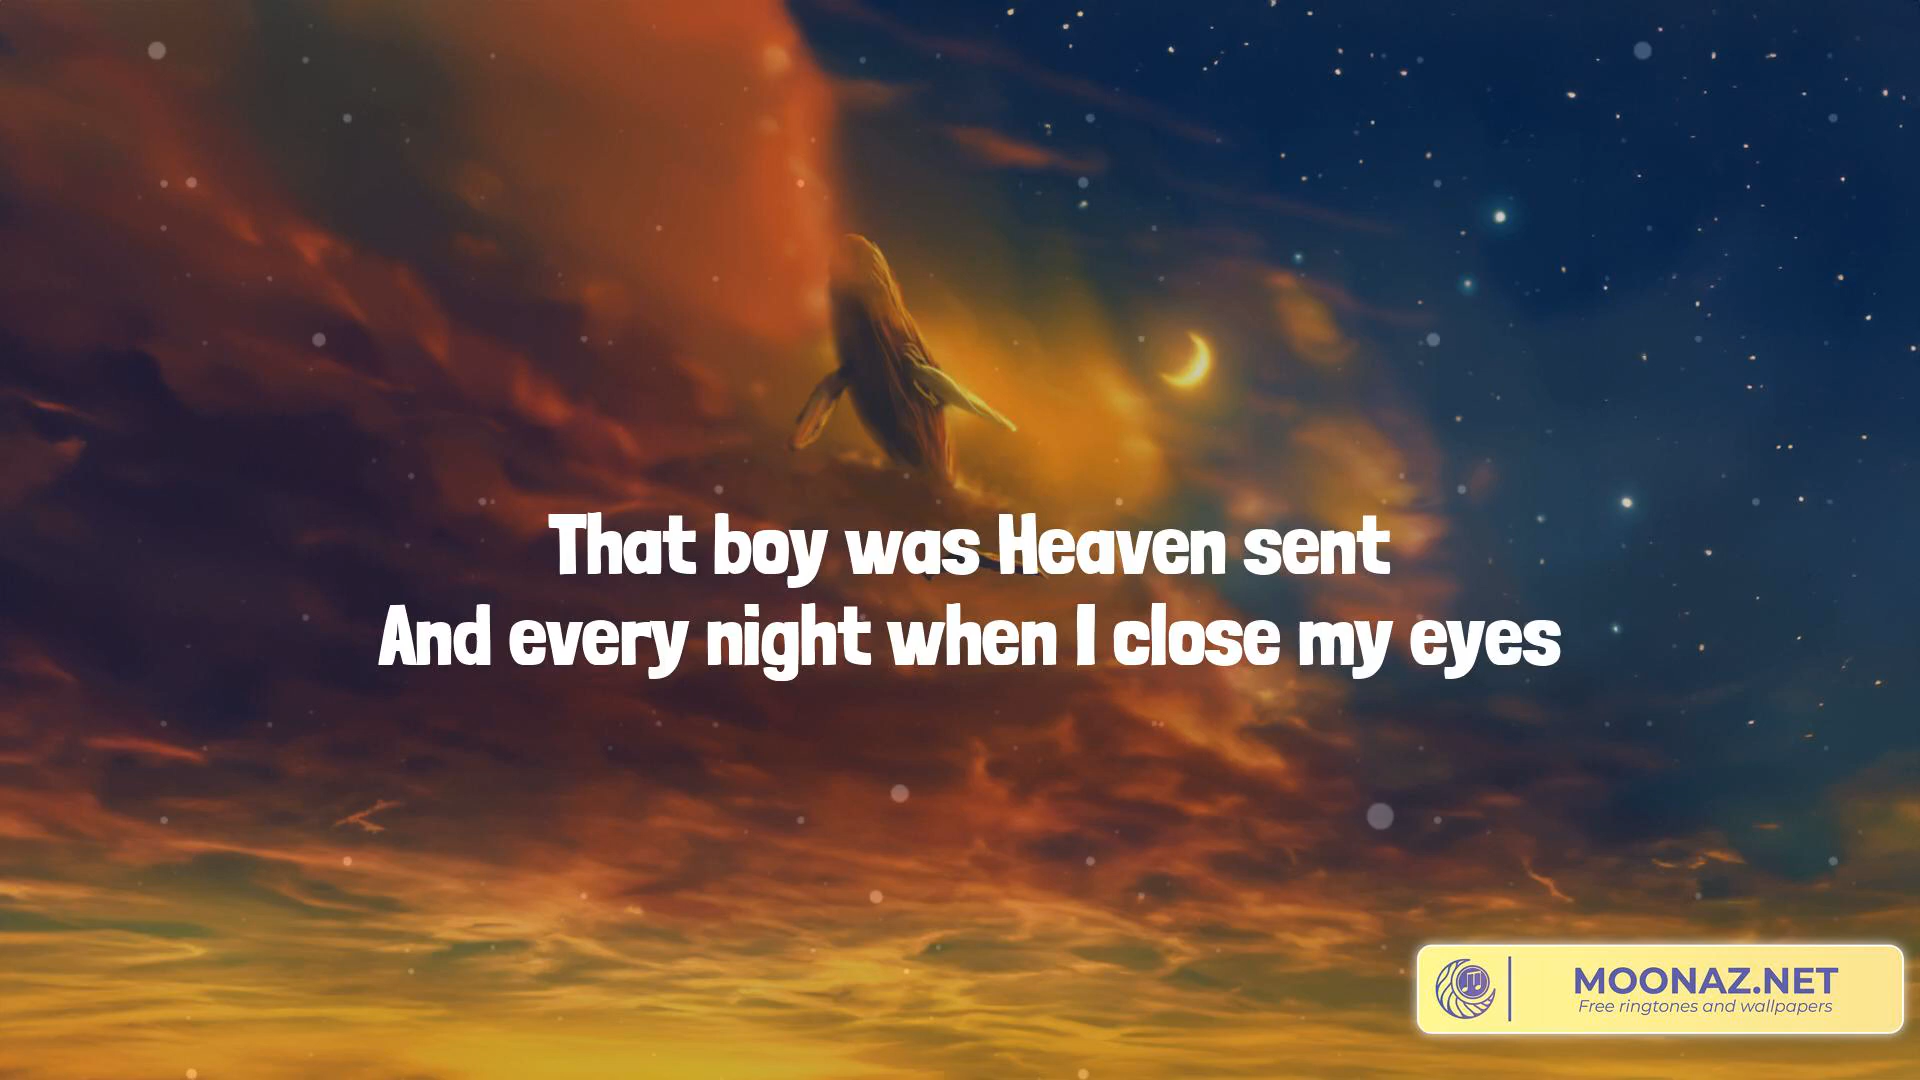 That boy was Heaven sent
And every night when I close my eyes
MOONAZ.NET
Free ringtones and wallpapers